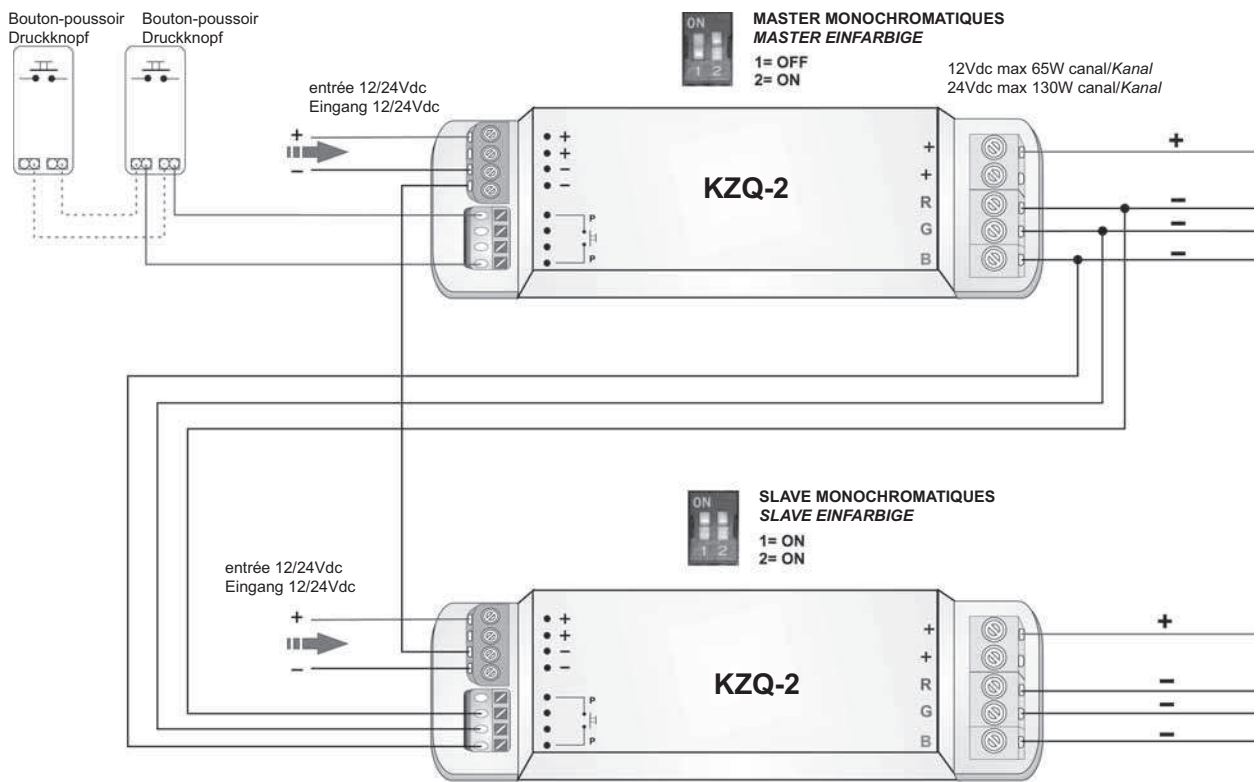 Bouton-poussoir
Druckknopf
Bouton-poussoir
Druckknopf
ON
1 2
MASTER MONOCHROMATIQUES
MASTER EINFARBIGE
1= OFF
2= ON
entrée 12/24Vdc
Eingang 12/24Vdc
12Vdc max 65W canal/Kanal
24Vdc max 130W canal/Kanal
+
–
+
+
–
–
P
P
KZQ-2
+
+
R
G
B
+
–
–
–
ON
1 2
SLAVE MONOCHROMATIQUES
SLAVE EINFARBIGE
1= ON
2= ON
entrée 12/24Vdc
Eingang 12/24Vdc
+
–
+
+
–
–
P
P
KZQ-2
+
+
R
G
B
+
–
–
–